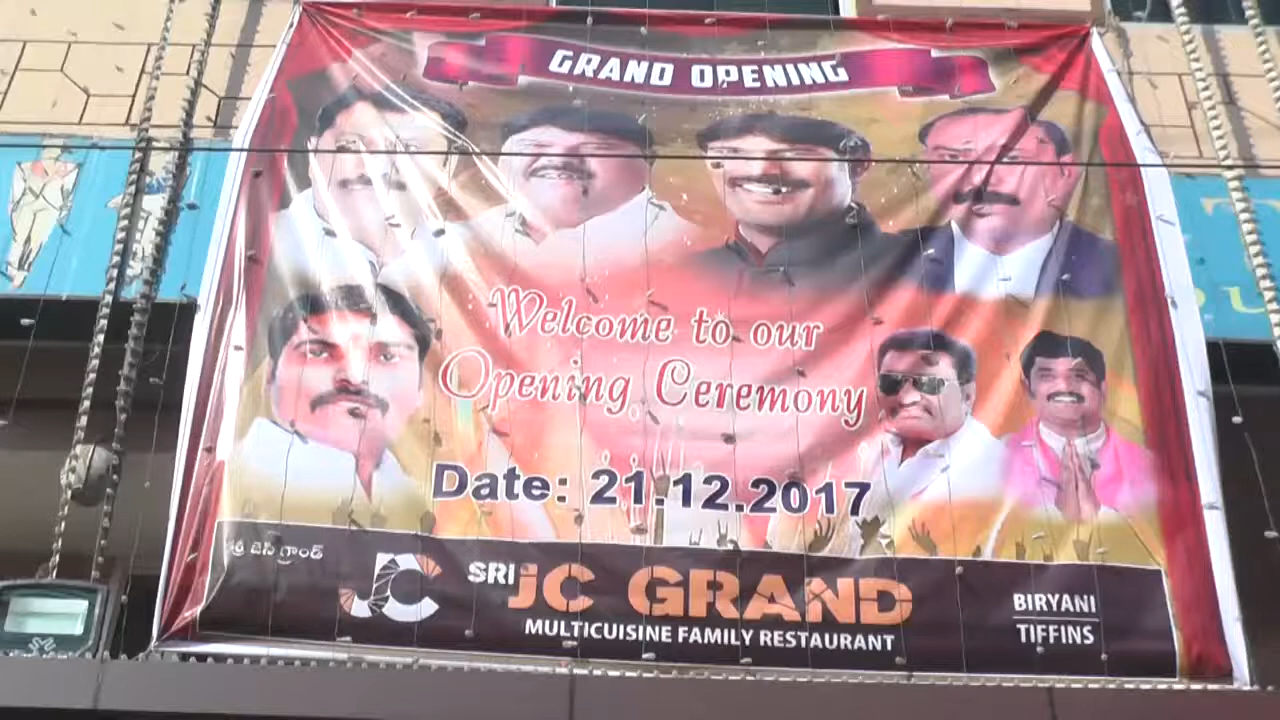 GRAND OPENING
Welcome to our
Opening Ceremony
Date: 21.12.2017
శ్రీ జెసి గ్రాండ్
JC
SRI JC GRAND
MULTICUISINE FAMILY RESTAURANT
BIRYANI
TIFFINS